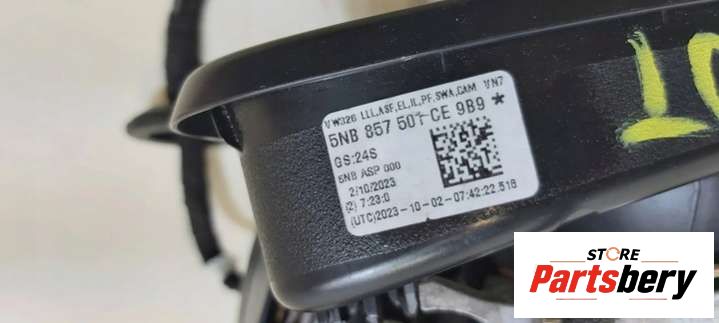 VW326 LLL,ASF,EL,IL,PF,SWA,CAM VN7
5NB 857 501 CE 9B9 *
GS:24S
5NB ASP 000
2/10/2023
(2) 7:23:0
(UTC)2023-10-02-07:42:22.518
STORE
Partsbery